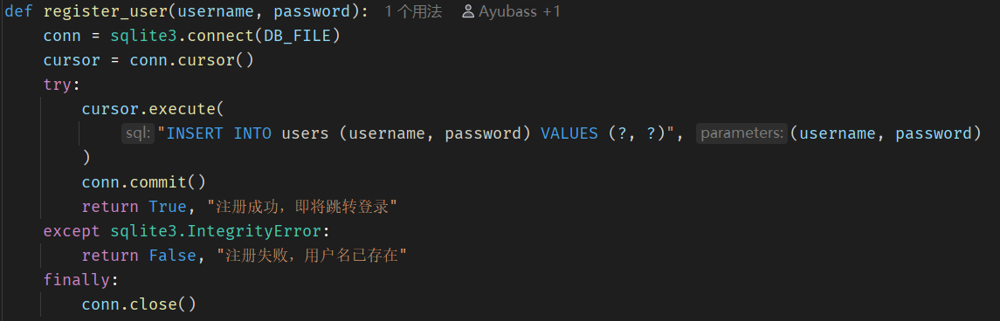 def register_user(username, password): 1 个用法 Ayubass +1
conn = sqlite3.connect(DB_FILE)
cursor = conn.cursor()
try:
cursor.execute(
sql: "INSERT INTO users (username, password) VALUES (?, ?)", parameters: (username, password)
)
conn.commit()
return True, "注册成功，即将跳转登录"
except sqlite3.IntegrityError:
return False, "注册失败，用户名已存在"
finally:
conn.close()